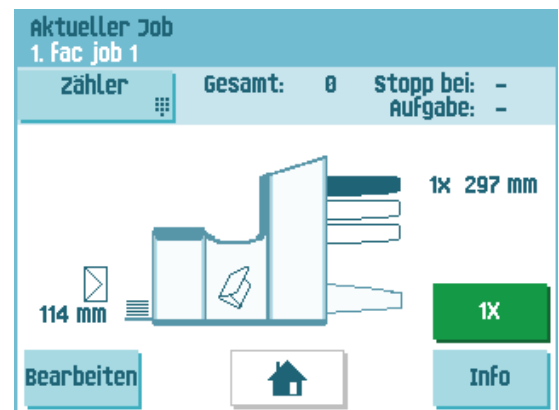 Aktueller Job
1. fac job 1
Zähler
Gesamt: 0
Stopp bei: –
Aufgabe: –
1x 297 mm
114 mm
1X
Bearbeiten
Info